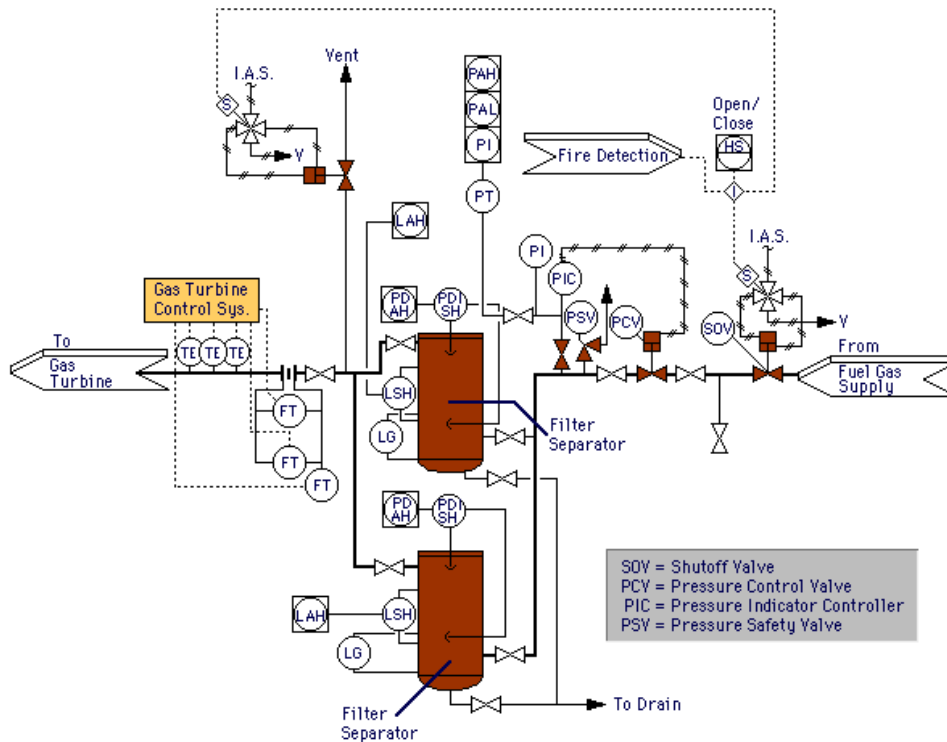 Vent
I.A.S.
S
V
PAH
PAL
PI
PT
Open/
Close
HS
Fire Detection
I
LAH
I.A.S.
S
PI
PIC
PSV
PCV
SOV
V
Gas Turbine
Control Sys.
PD
AH
PDI
SH
To
Gas
Turbine
TE
TE
TE
From
Fuel Gas
Supply
LSH
FT
LG
Filter
Separator
FT
FT
PD
AH
PDI
SH
LAH
LSH
LG
SOV = Shutoff Valve
PCV = Pressure Control Valve
PIC = Pressure Indicator Controller
PSV = Pressure Safety Valve
To Drain
Filter
Separator